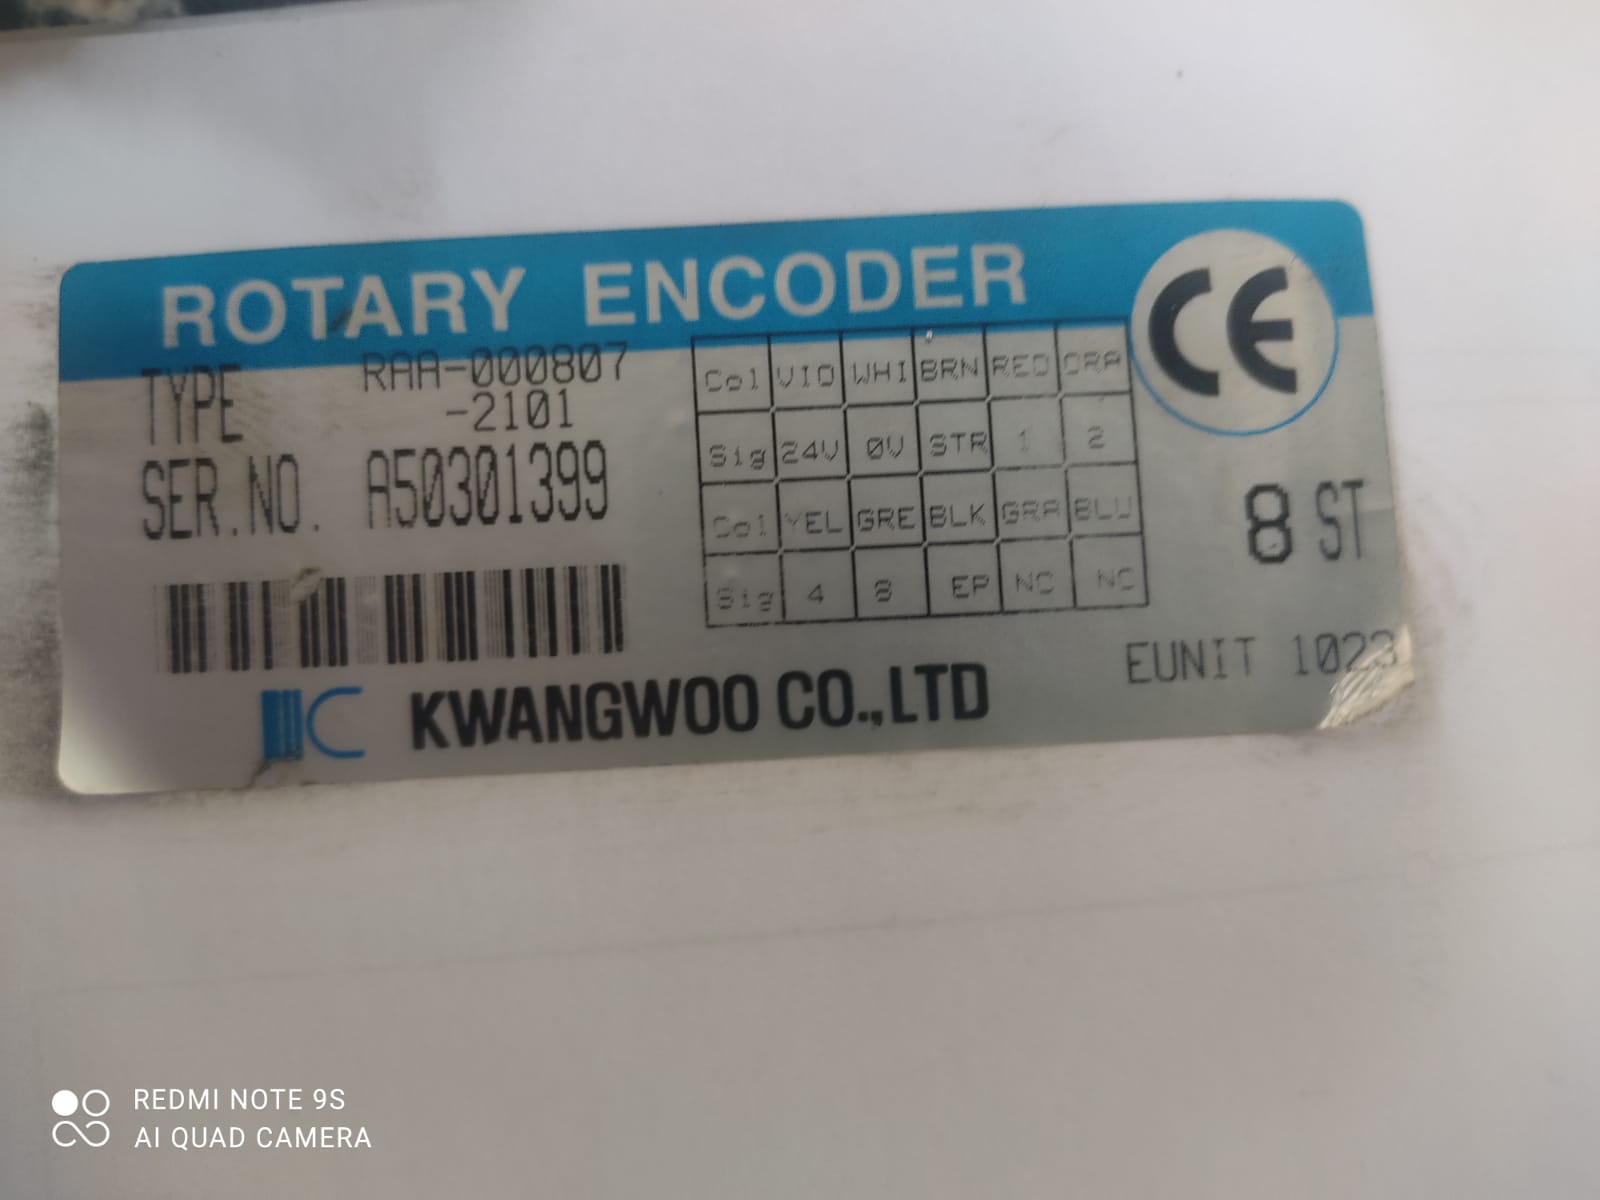 ROTARY ENCODER
CE
TYPE RAA-000807
-2101
SER.NO. A50301399
Col VIO WHI BRN RED ORA
Sig 24V 0V STR 1 2
Col YEL GRE BLK GRA BLU
Sig 4 8 EP NC NC
8 ST
EUNIT 1023
KWANGWOO CO.,LTD
REDMI NOTE 9S
AI QUAD CAMERA